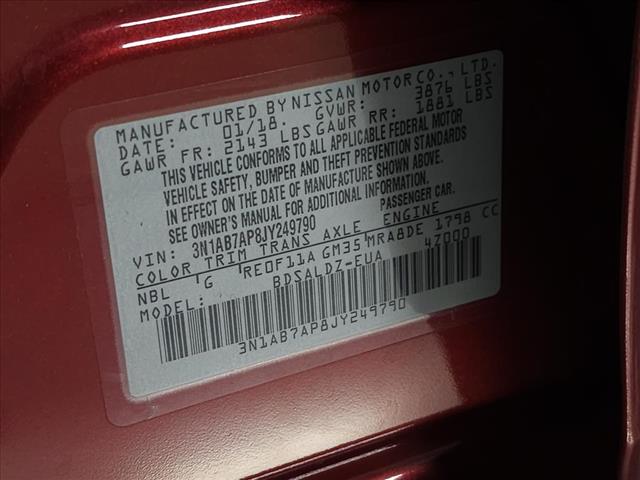 MANUFACTURED BY NISSAN MOTOR CO., LTD.
DATE: 01/18. GVWR: 3876 LBS
GAWR FR: 2143 LBS GAWR RR: 1881 LBS
THIS VEHICLE CONFORMS TO ALL APPLICABLE FEDERAL MOTOR
VEHICLE SAFETY, BUMPER AND THEFT PREVENTION STANDARDS
IN EFFECT ON THE DATE OF MANUFACTURE SHOWN ABOVE.
SEE OWNER'S MANUAL FOR ADDITIONAL INFORMATION.
VIN: 3N1AB7AP8JY249790 PASSENGER CAR.
COLOR TRIM TRANS AXLE ENGINE
NBL G RE0F11A GM35 MRA8DE 1798 CC
MODEL: BDSALDZ-EUA 4Z000
3N1AB7AP8JY249790